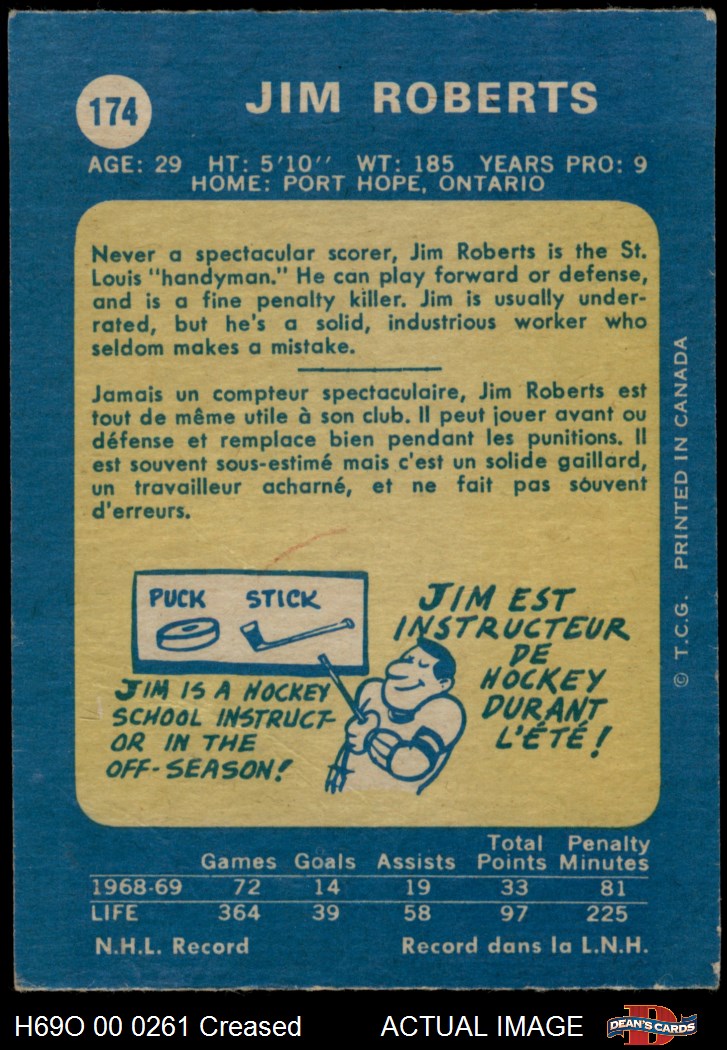 174
JIM ROBERTS
AGE: 29 HT: 5'10'' WT: 185 YEARS PRO: 9
HOME: PORT HOPE, ONTARIO
Never a spectacular scorer, Jim Roberts is the St.
Louis "handyman." He can play forward or defense,
and is a fine penalty killer. Jim is usually under-
rated, but he's a solid, industrious worker who
seldom makes a mistake.
Jamais un compteur spectaculaire, Jim Roberts est
tout de même utile à son club. Il peut jouer avant ou
défense et remplace bien pendant les punitions. Il
est souvent sous-estimé mais c'est un solide gaillard,
un travailleur acharné, et ne fait pas souvent
d'erreurs.
PUCK STICK
JIM IS A HOCKEY
SCHOOL INSTRUCT-
OR IN THE
OFF-SEASON!
JIM EST
INSTRUCTEUR
DE
HOCKEY
DURANT
L'ÉTÉ!
© T.C.G. PRINTED IN CANADA
Games Goals Assists Total Points Penalty Minutes
1968-69 72 14 19 33 81
LIFE 364 39 58 97 225
N.H.L. Record Record dans la L.N.H.
H69O 00 0261 Creased ACTUAL IMAGE
D
DEAN'S CARDS